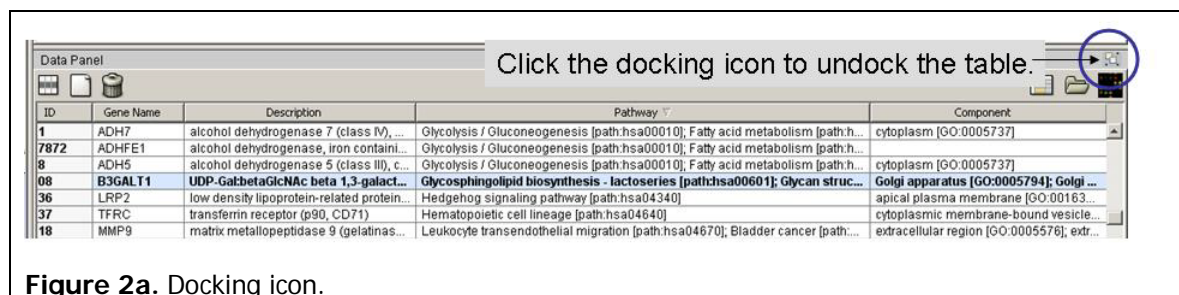 Data Panel
Click the docking icon to undock the table.
ID Gene Name Description Pathway Component
1 ADH7 alcohol dehydrogenase 7 (class IV), ... Glycolysis / Gluconeogenesis [path:hsa00010]; Fatty acid metabolism [path:h... cytoplasm [GO:0005737]
7872 ADHFE1 alcohol dehydrogenase, iron containi... Glycolysis / Gluconeogenesis [path:hsa00010]; Fatty acid metabolism [path:h...
8 ADH5 alcohol dehydrogenase 5 (class III), c... Glycolysis / Gluconeogenesis [path:hsa00010]; Fatty acid metabolism [path:h... cytoplasm [GO:0005737]
08 B3GALT1 UDP-Gal:betaGlcNAc beta 1,3-galact... Glycosphingolipid biosynthesis - lactoseries [path:hsa00601]; Glycan struc... Golgi apparatus [GO:0005794]; Golgi ...
36 LRP2 low density lipoprotein-related protein... Hedgehog signaling pathway [path:hsa04340] apical plasma membrane [GO:00163...
37 TFRC transferrin receptor (p90, CD71) Hematopoietic cell lineage [path:hsa04640] cytoplasmic membrane-bound vesicle...
18 MMP9 matrix metallopeptidase 9 (gelatinas... Leukocyte transendothelial migration [path:hsa04670]; Bladder cancer [path:... extracellular region [GO:0005576]; extr...
Figure 2a. Docking icon.